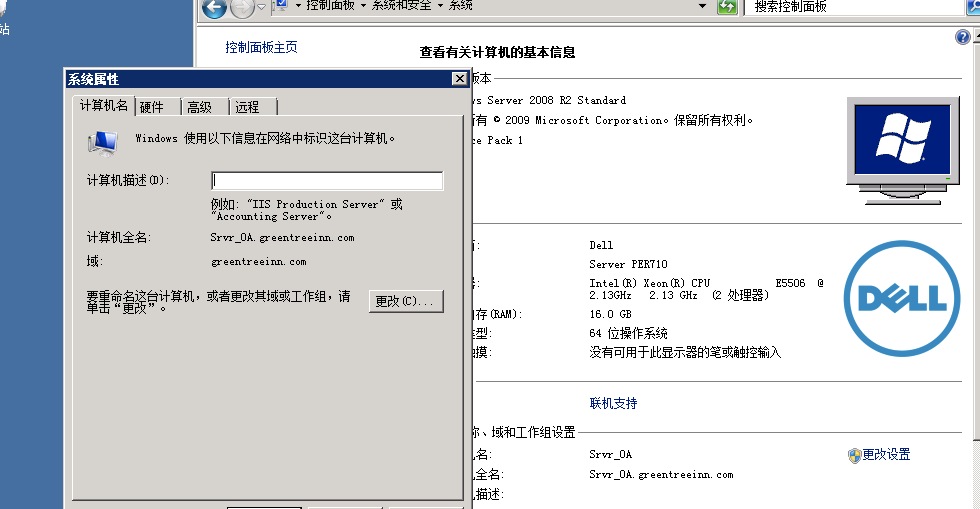 站
控制面板 系统和安全 系统
搜索控制面板
控制面板主页
查看有关计算机的基本信息
系统属性
版本
计算机名 硬件 高级 远程
ws Server 2008 R2 Standard
所有 © 2009 Microsoft Corporation。保留所有权利。
ce Pack 1
Windows 使用以下信息在网络中标识这台计算机。
计算机描述(D):
例如: "IIS Production Server" 或
"Accounting Server"。
计算机全名:
Srvr_OA.greentreeinn.com
域:
greentreeinn.com
要重命名这台计算机，或者更改其域或工作组，请
单击“更改”。
更改(C)...
Dell
Server PER710
Intel(R) Xeon(R) CPU E5506 @
2.13GHz 2.13 GHz (2 处理器)
内存(RAM):
16.0 GB
类型:
64 位操作系统
触摸:
没有可用于此显示器的笔或触控输入
DELL
联机支持
称、域和工作组设置
机名:
Srvr_OA
更改设置
机全名:
Srvr_OA.greentreeinn.com
机描述: